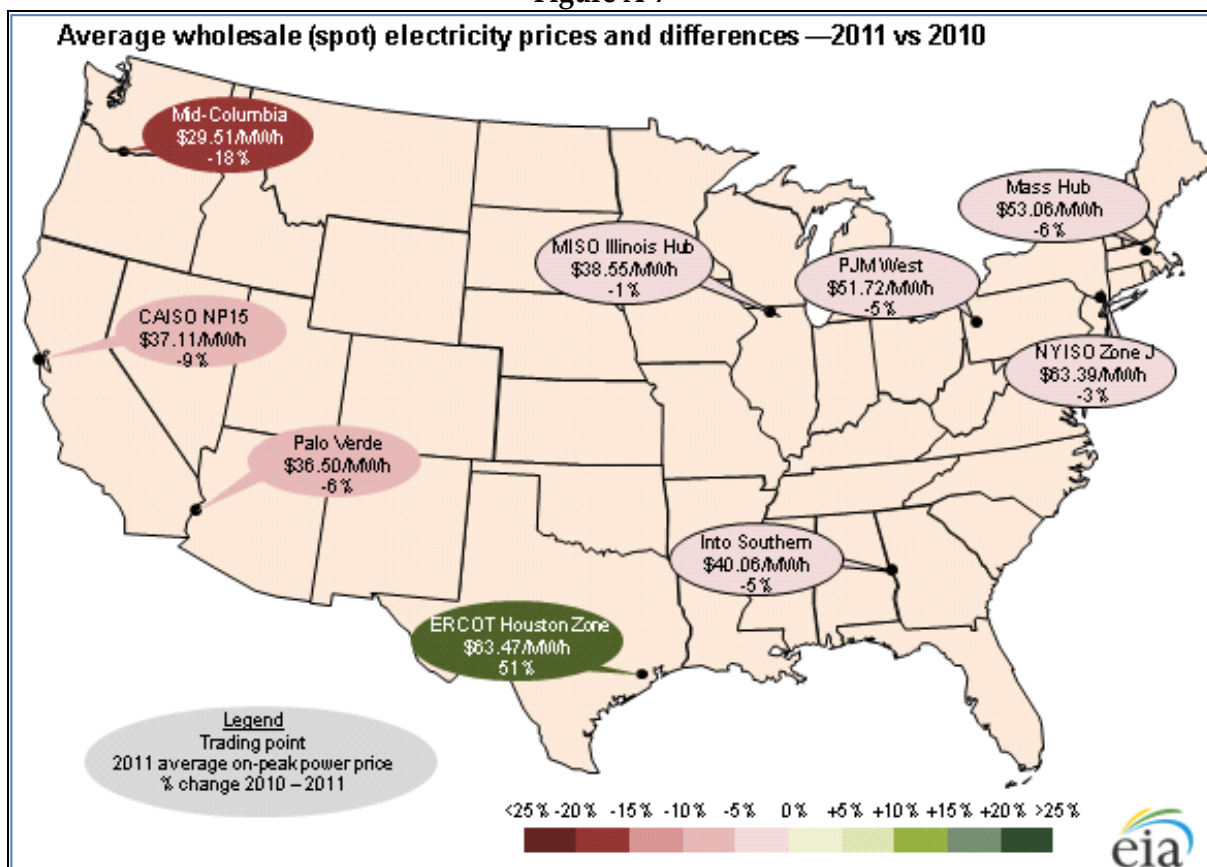 Average wholesale (spot) electricity prices and differences —2011 vs 2010
Mid-Columbia
$29.51/MWh
-18%
Mass Hub
$53.06/MWh
-6%
MISO Illinois Hub
$38.55/MWh
-1%
PJM West
$51.72/MWh
-5%
CAISO NP15
$37.11/MWh
-9%
NYISO Zone J
$63.39/MWh
-3%
Palo Verde
$36.50/MWh
-6%
Into Southern
$40.06/MWh
-5%
ERCOT Houston Zone
$63.47/MWh
51%
Legend
Trading point
2011 average on-peak power price
% change 2010 – 2011
<25% -20% -15% -10% -5% 0% +5% +10% +15% +20% >25%
eia